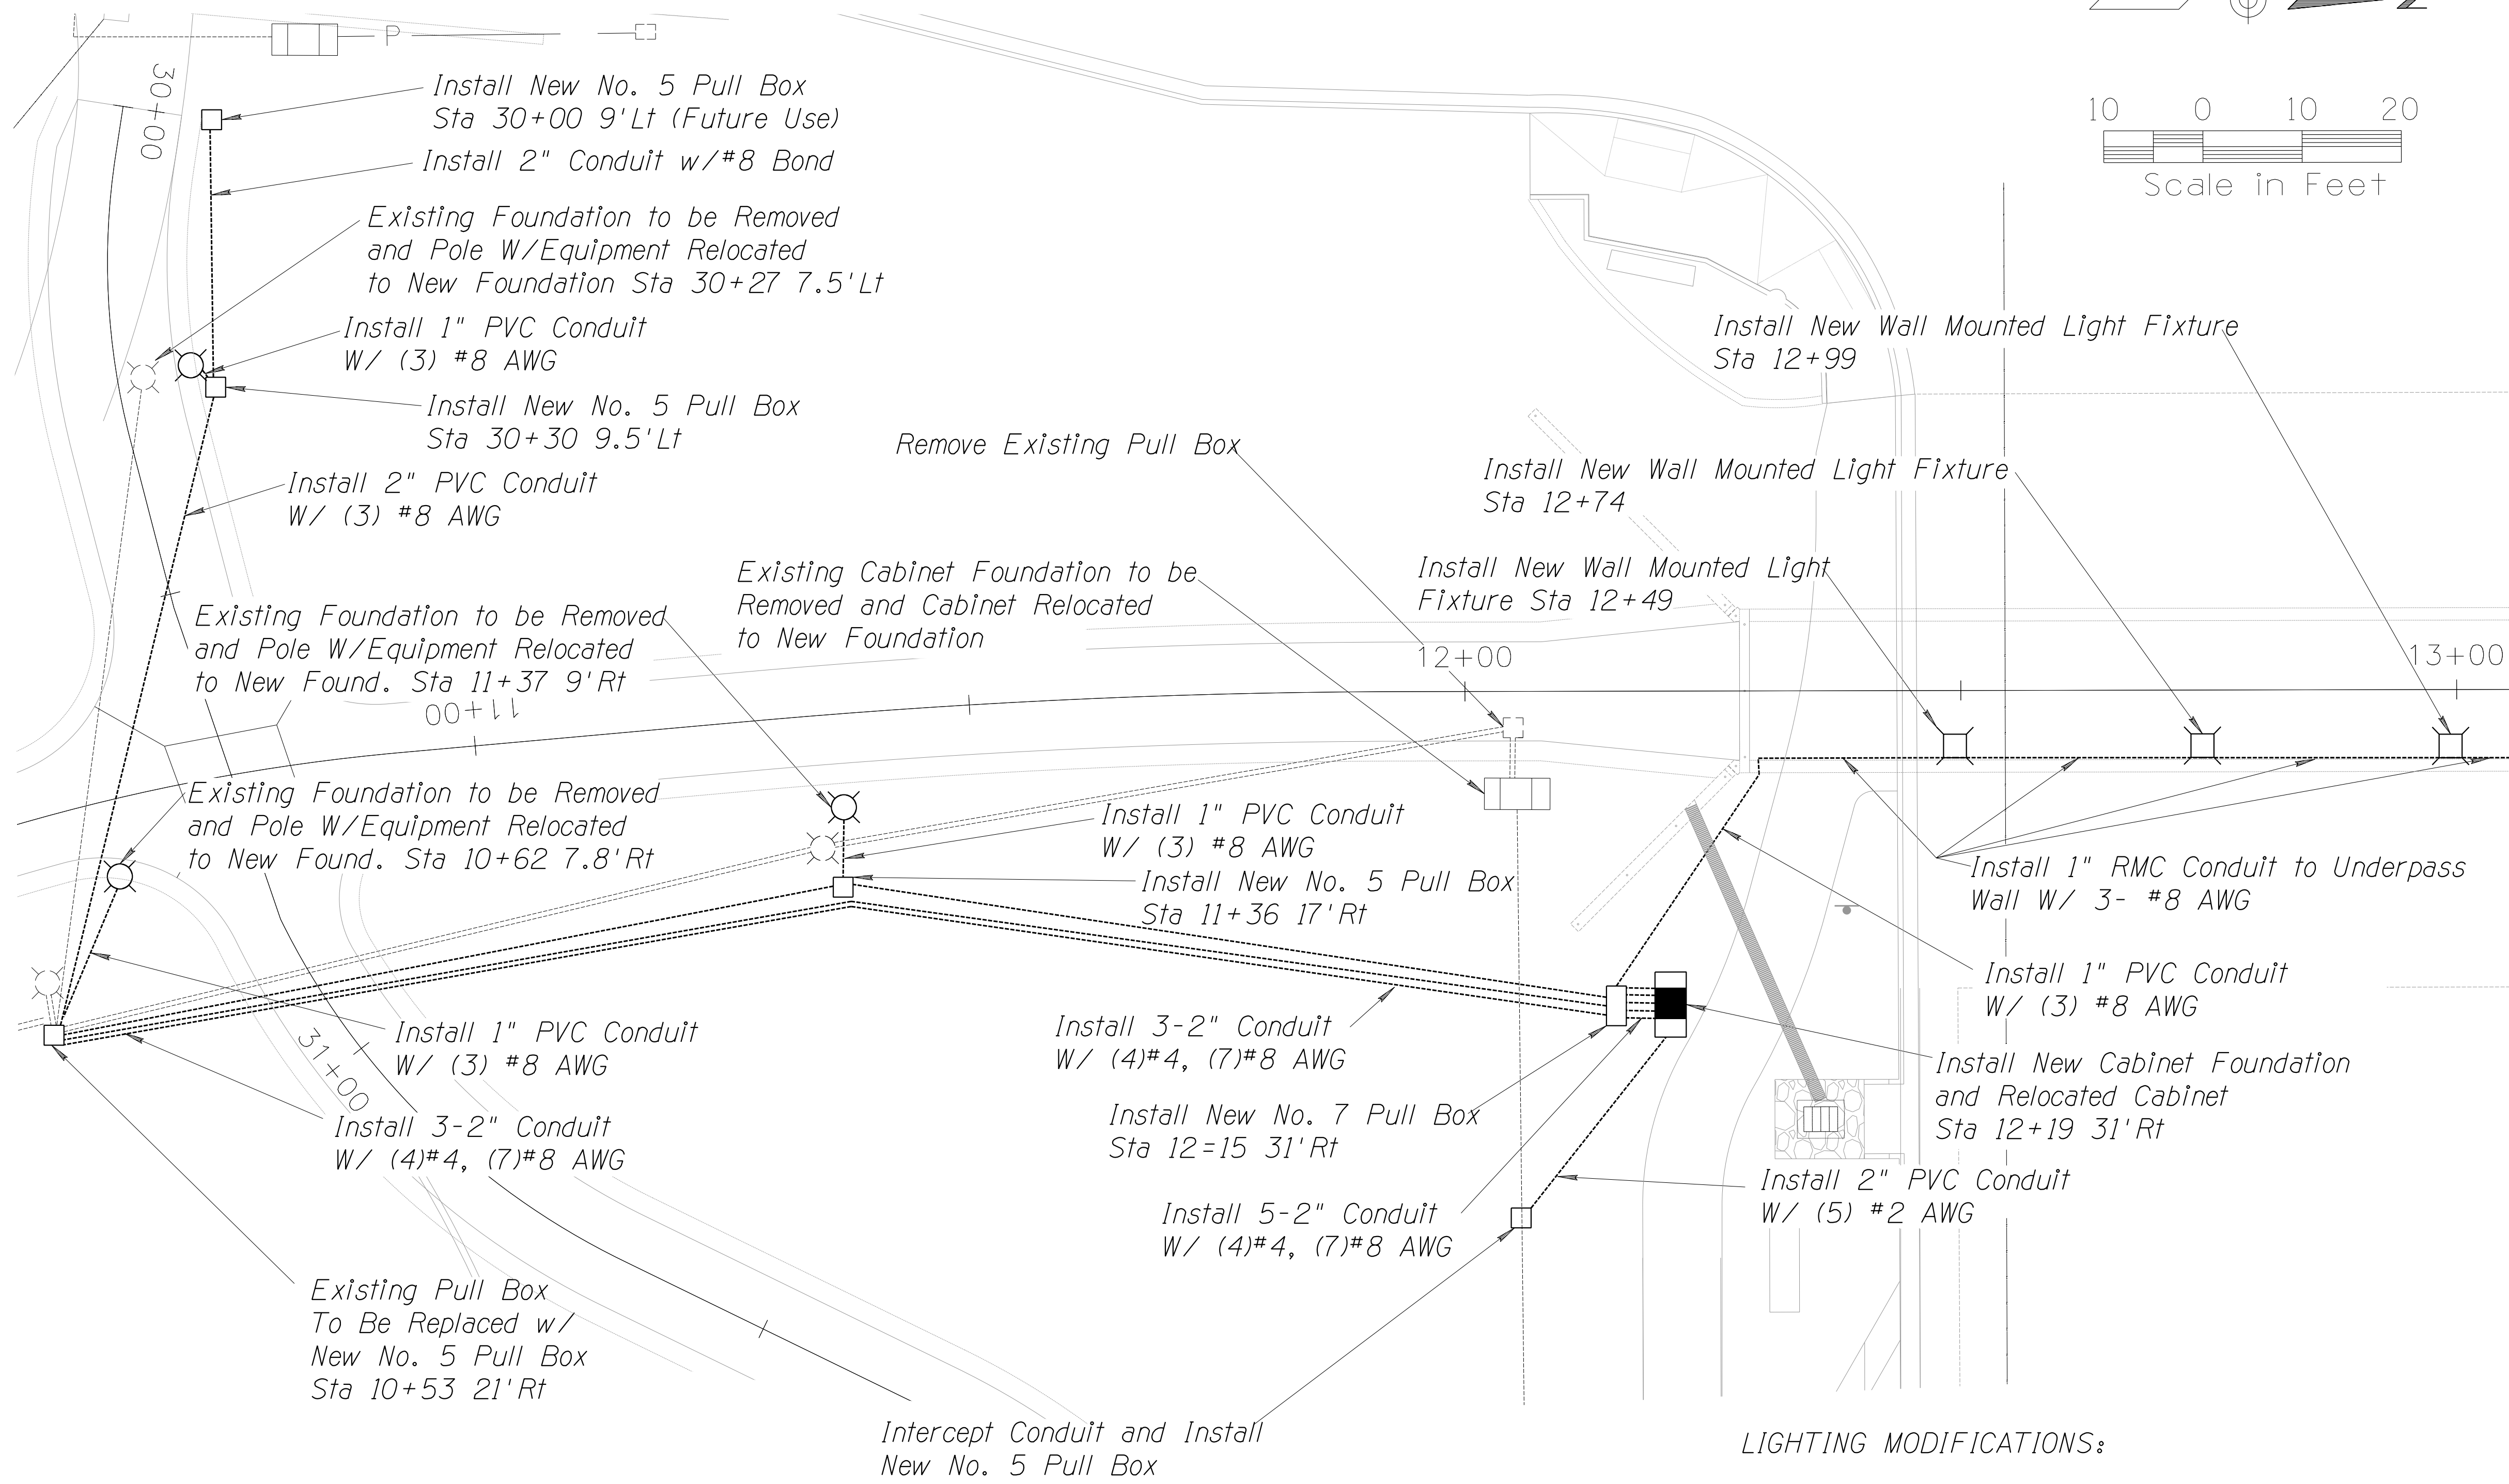 P
30+00
Install New No. 5 Pull Box
Sta 30+00 9'Lt (Future Use)
Install 2" Conduit w/#8 Bond
Existing Foundation to be Removed
and Pole W/Equipment Relocated
to New Foundation Sta 30+27 7.5'Lt
Install 1" PVC Conduit
W/ (3) #8 AWG
Install New No. 5 Pull Box
Sta 30+30 9.5'Lt
Install 2" PVC Conduit
W/ (3) #8 AWG
10 0 10 20
Scale in Feet
Install New Wall Mounted Light Fixture
Sta 12+99
Remove Existing Pull Box
Install New Wall Mounted Light Fixture
Sta 12+74
Install New Wall Mounted Light
Fixture Sta 12+49
Existing Cabinet Foundation to be
Removed and Cabinet Relocated
to New Foundation
Existing Foundation to be Removed
and Pole W/Equipment Relocated
to New Found. Sta 11+37 9'Rt
11+00
12+00
13+00
Existing Foundation to be Removed
and Pole W/Equipment Relocated
to New Found. Sta 10+62 7.8'Rt
Install 1" PVC Conduit
W/ (3) #8 AWG
Install New No. 5 Pull Box
Sta 11+36 17'Rt
Install 1" RMC Conduit to Underpass
Wall W/ 3- #8 AWG
Install 1" PVC Conduit
W/ (3) #8 AWG
Install 1" PVC Conduit
W/ (3) #8 AWG
31+00
Install 3-2" Conduit
W/ (4)#4, (7)#8 AWG
Install 3-2" Conduit
W/ (4)#4, (7)#8 AWG
Install New Cabinet Foundation
and Relocated Cabinet
Sta 12+19 31'Rt
Install New No. 7 Pull Box
Sta 12=15 31'Rt
Install 2" PVC Conduit
W/ (5) #2 AWG
Install 5-2" Conduit
W/ (4)#4, (7)#8 AWG
Existing Pull Box
To Be Replaced w/
New No. 5 Pull Box
Sta 10+53 21'Rt
Intercept Conduit and Install
New No. 5 Pull Box
LIGHTING MODIFICATIONS: